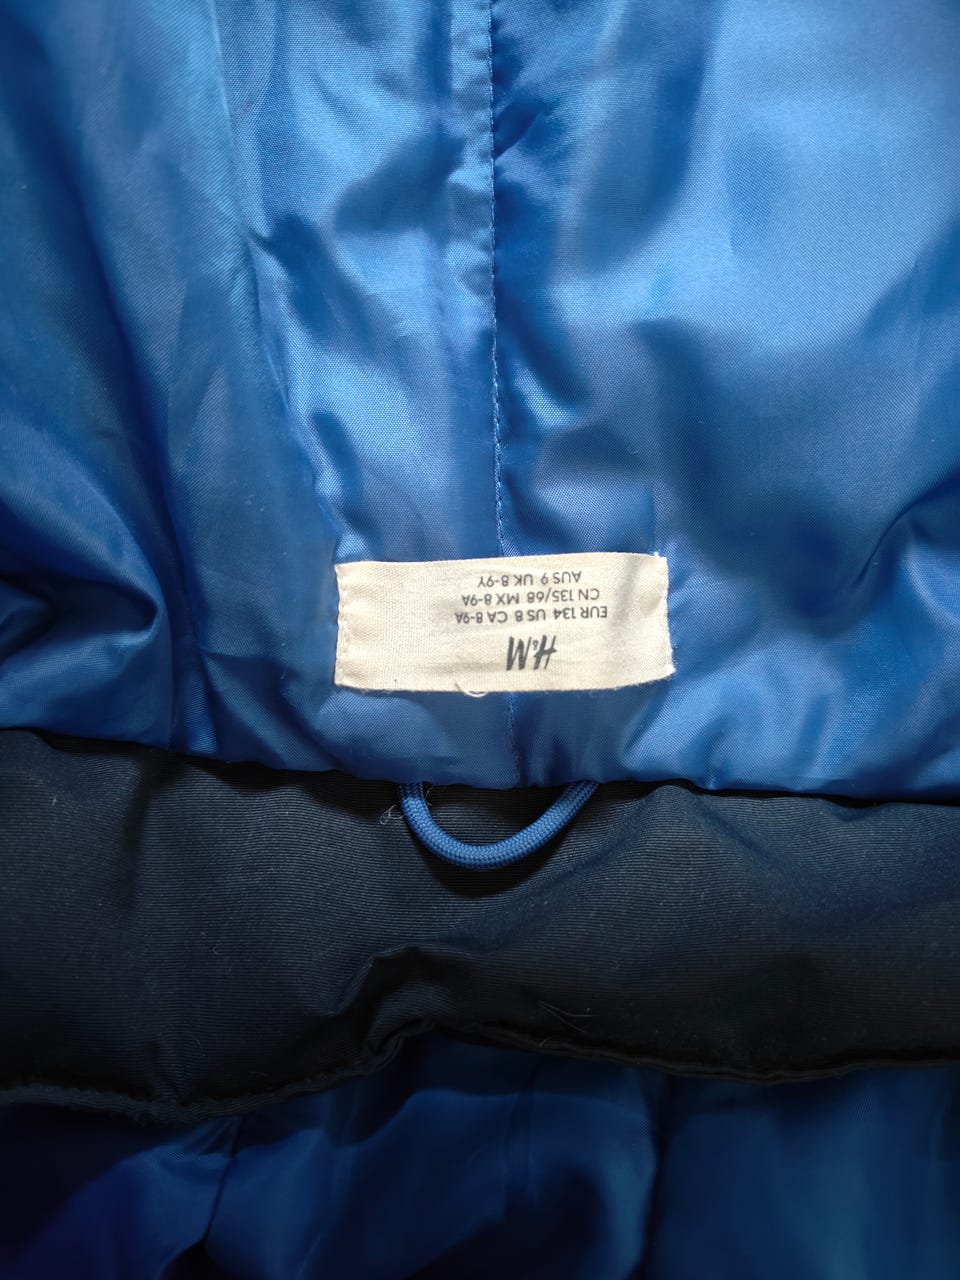 H&M
EUR 134 US 8 CA 8-9A
CN 135/68 MX 8-9A
AUS 9 UK 8-9Y